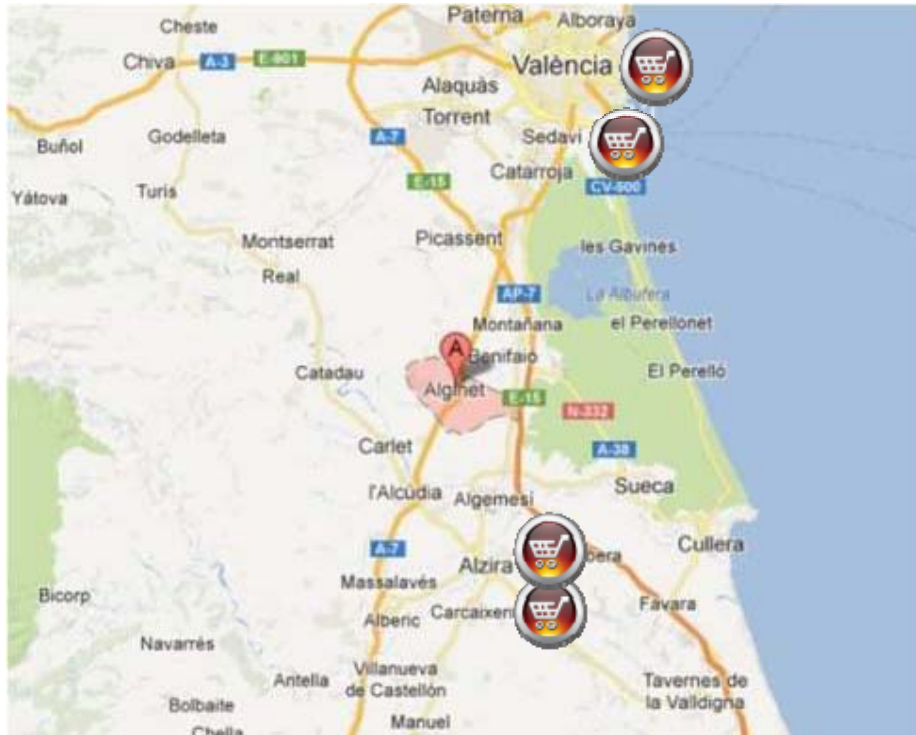 Paterna
Alboraya
Cheste
Chiva
A-3
E-901
València
Alaquàs
Torrent
Buñol
Godelleta
A-7
Sedaví
Catarroja
E-15
CV-500
Yátova
Turís
Montserrat
Picassent
les Gavines
Real
AP-7
La Albufera
Montañana
el Perellonet
A
Benifaio
Catadau
Alginet
El Perelló
E-15
N-332
Carlet
A-38
l'Alcúdia
Algemesí
Sueca
A-7
Alzira
bera
Cullera
Massalavés
Bicorp
Alberic
Carcaixent
Favara
Navarrés
Antella
Villanueva
de Castellón
Tavernes de
la Valldigna
Bolbaite
Manuel
Chella